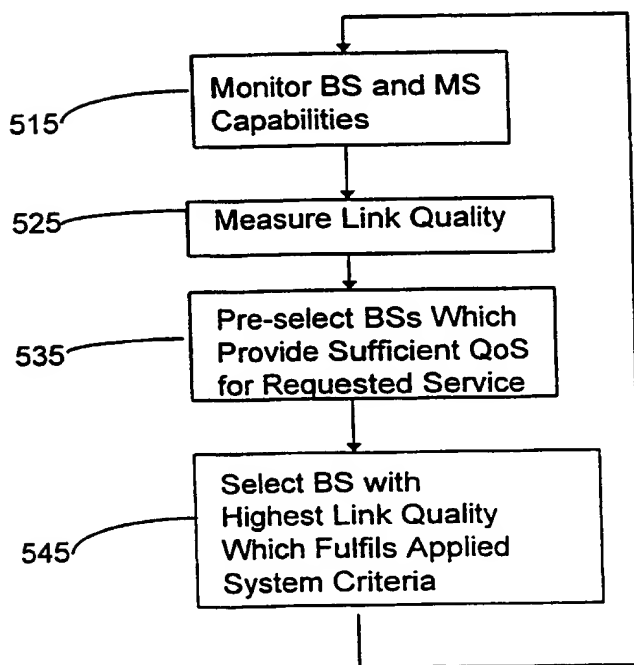 515
Monitor BS and MS
Capabilities
525
Measure Link Quality
535
Pre-select BSs Which
Provide Sufficient QoS
for Requested Service
545
Select BS with
Highest Link Quality
Which Fulfils Applied
System Criteria